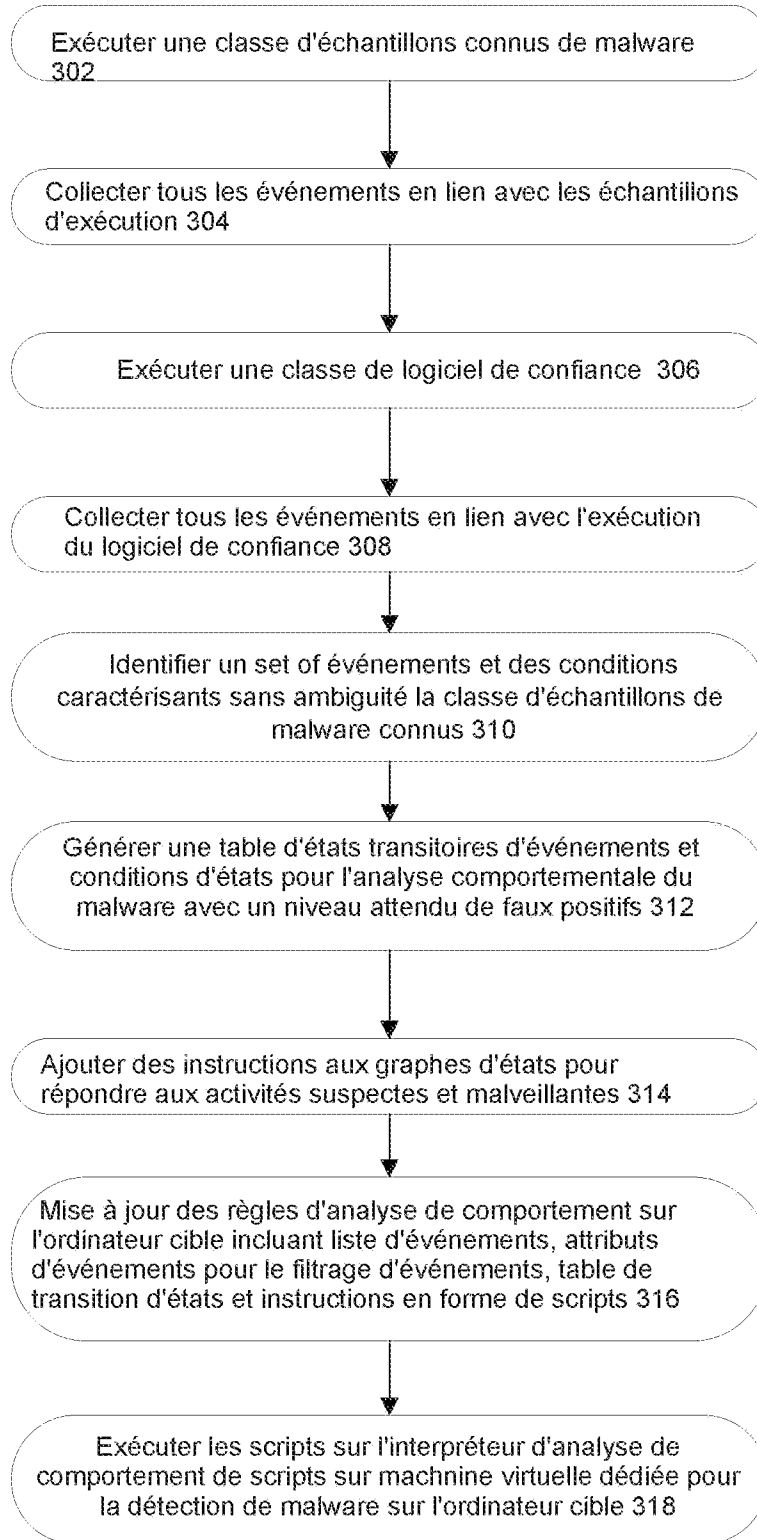 Exécuter une classe d'échantillons connus de malware
302
Collecter tous les événements en lien avec les échantillons
d'exécution 304
Exécuter une classe de logiciel de confiance 306
Collecter tous les événements en lien avec l'exécution
du logiciel de confiance 308
Identifier un set of événements et des conditions
caractérisants sans ambiguité la classe d'échantillons de
malware connus 310
Générer une table d'états transitoires d'événements et
conditions d'états pour l'analyse comportementale du
malware avec un niveau attendu de faux positifs 312
Ajouter des instructions aux graphes d'états pour
répondre aux activités suspectes et malveillantes 314
Mise à jour des règles d'analyse de comportement sur
l'ordinateur cible incluant liste d'événements, attributs
d'événements pour le filtrage d'événements, table de
transition d'états et instructions en forme de scripts 316
Exécuter les scripts sur l'interpréteur d'analyse de
comportement de scripts sur machnine virtuelle dédiée pour
la détection de malware sur l'ordinateur cible 318